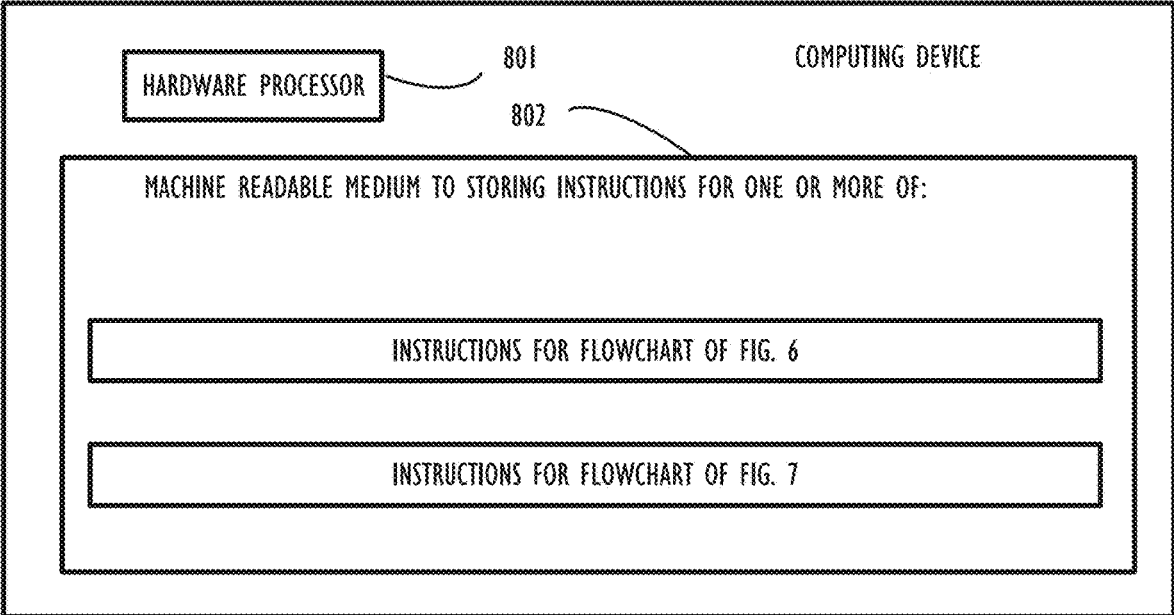 801
COMPUTING DEVICE
HARDWARE PROCESSOR
802
MACHINE READABLE MEDIUM TO STORING INSTRUCTIONS FOR ONE OR MORE OF:
INSTRUCTIONS FOR FLOWCHART OF FIG. 6
INSTRUCTIONS FOR FLOWCHART OF FIG. 7